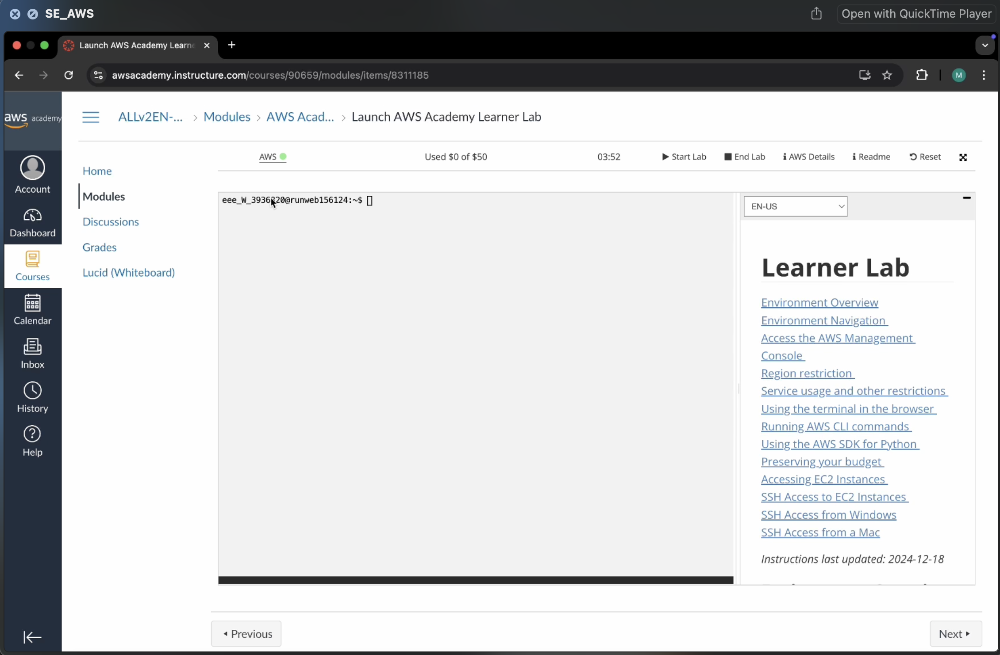 SE_AWS
Open with QuickTime Player
Launch AWS Academy Learne
awsacademy.instructure.com/courses/90659/modules/items/8311185
M
aws academy
ALLv2EN-... > Modules > AWS Acad... > Launch AWS Academy Learner Lab
Account
Dashboard
Courses
Calendar
Inbox
History
Help
Home
Modules
Discussions
Grades
Lucid (Whiteboard)
AWS Used $0 of $50 03:52 Start Lab End Lab AWS Details Readme Reset
eee_W_3936320@runweb156124:~$
EN-US
Learner Lab
Environment Overview
Environment Navigation
Access the AWS Management
Console
Region restriction
Service usage and other restrictions
Using the terminal in the browser
Running AWS CLI commands
Using the AWS SDK for Python
Preserving your budget
Accessing EC2 Instances
SSH Access to EC2 Instances
SSH Access from Windows
SSH Access from a Mac
Instructions last updated: 2024-12-18
Previous
Next